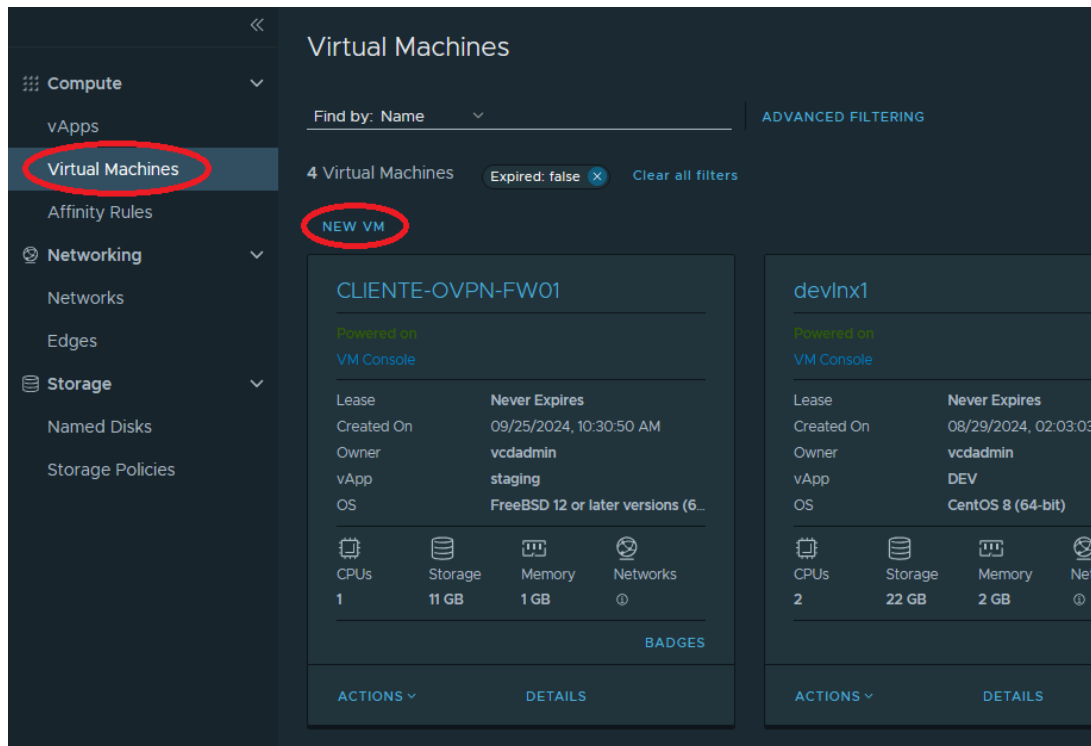 Virtual Machines
Compute
vApps
Virtual Machines
Affinity Rules
Networking
Networks
Edges
Storage
Named Disks
Storage Policies
Find by: Name
ADVANCED FILTERING
4 Virtual Machines
Expired: false
Clear all filters
NEW VM
CLIENTE-OVPN-FW01
Powered on
VM Console
Lease Never Expires
Created On 09/25/2024, 10:30:50 AM
Owner vcdadmin
vApp staging
OS FreeBSD 12 or later versions (6...
CPUs Storage Memory Networks
1 11 GB 1 GB
BADGES
ACTIONS DETAILS
devlnx1
Powered on
VM Console
Lease Never Expires
Created On 08/29/2024, 02:03:03
Owner vcdadmin
vApp DEV
OS CentOS 8 (64-bit)
CPUs Storage Memory Net
2 22 GB 2 GB
ACTIONS DETAILS